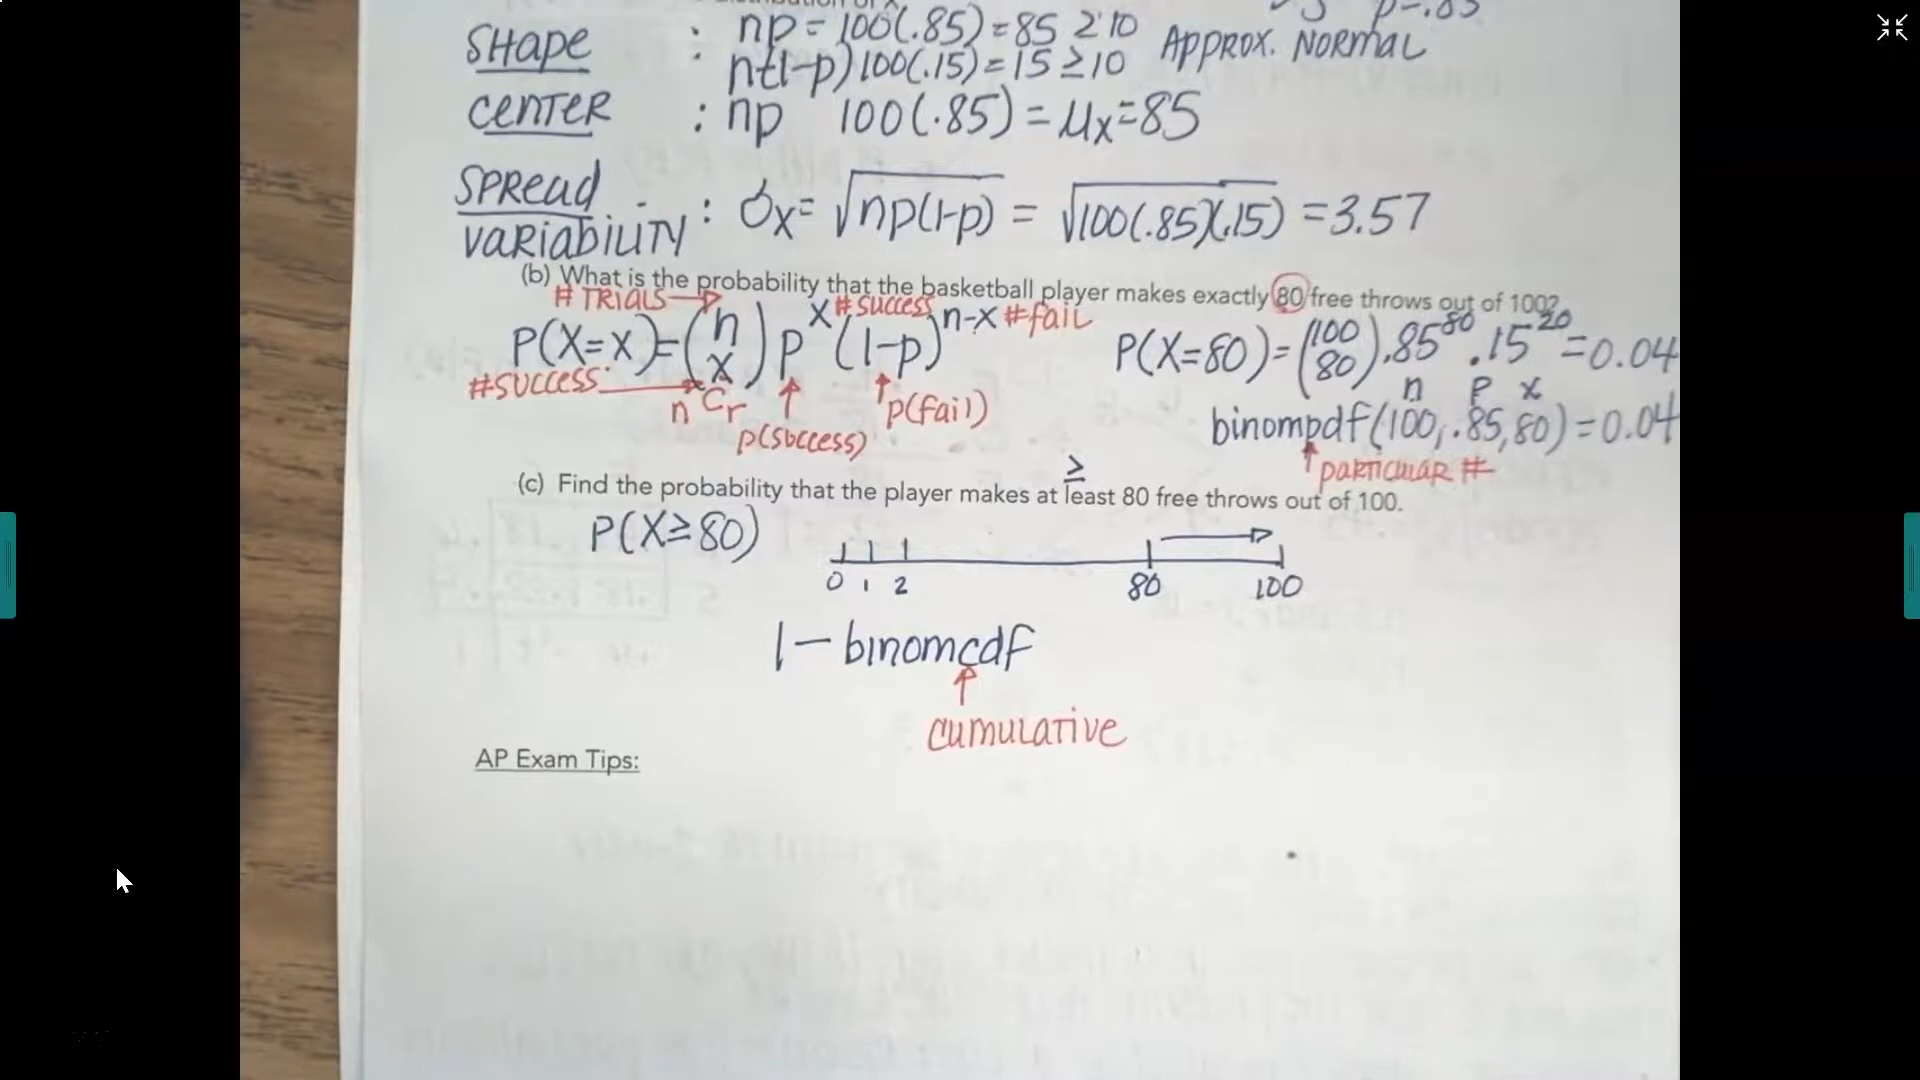 SHAPE : np = 100(.85) = 85 ≥ 10 APPROX. NORMAL
n(1-p) 100(.15) = 15 ≥ 10
CENTER : np 100(.85) = μx = 85
SPREAD
VARIABILITY : σx = √np(1-p) = √100(.85)(.15) = 3.57
(b) What is the probability that the basketball player makes exactly 80 free throws out of 100?
# TRIALS → x # success n-x # fail
P(X=x) = (n x) p^x (1-p)^n-x P(X=80) = (100 80) .85^80 .15^20 = 0.04
# success → nCr p(success) p(fail) n p x
binompdf(100, .85, 80) = 0.04
particular #
≥
(c) Find the probability that the player makes at least 80 free throws out of 100.
P(X≥80)
0 1 2 80 100
1 - binomcdf
cumulative
AP Exam Tips: